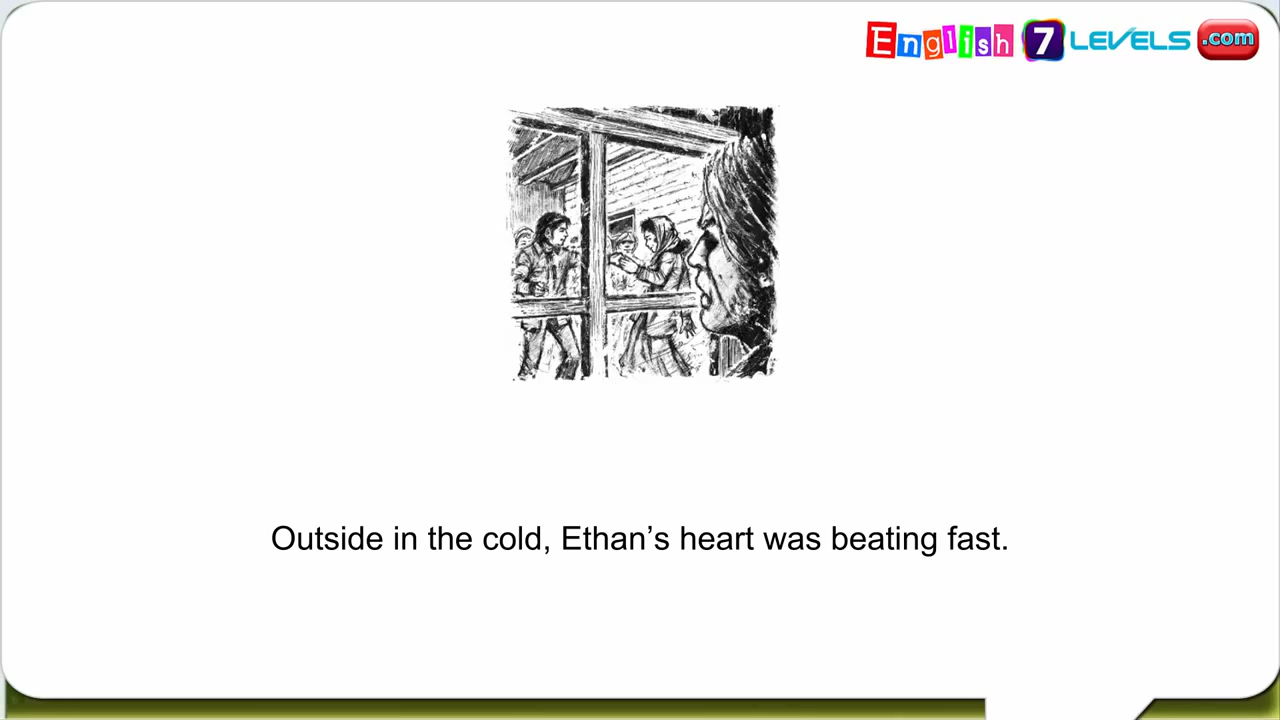 English 7 LEVELS .com
Outside in the cold, Ethan’s heart was beating fast.